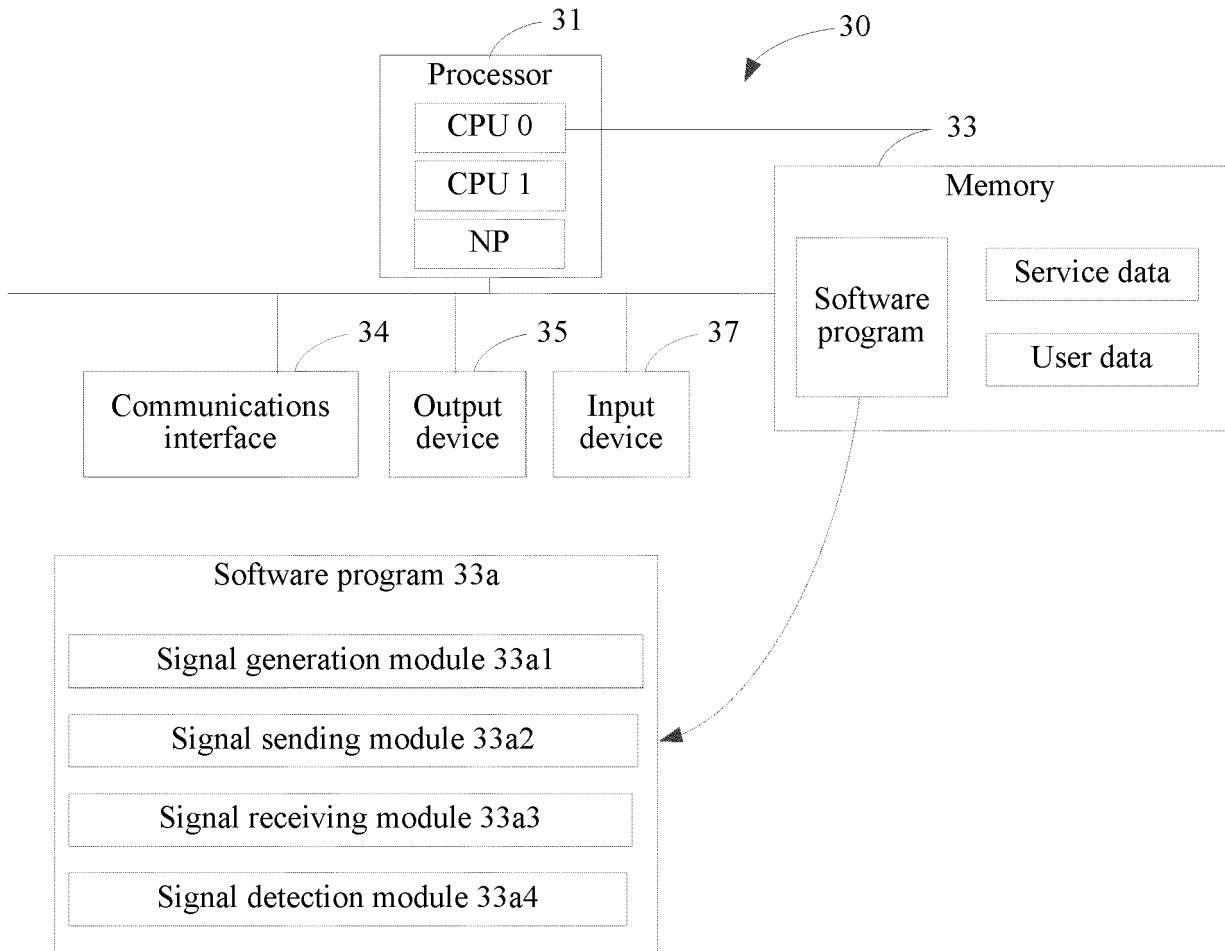 31
30
Processor
CPU 0
CPU 1
NP
33
Memory
Software
program
Service data
User data
34
35
37
Communications
interface
Output
device
Input
device
Software program 33a
Signal generation module 33a1
Signal sending module 33a2
Signal receiving module 33a3
Signal detection module 33a4